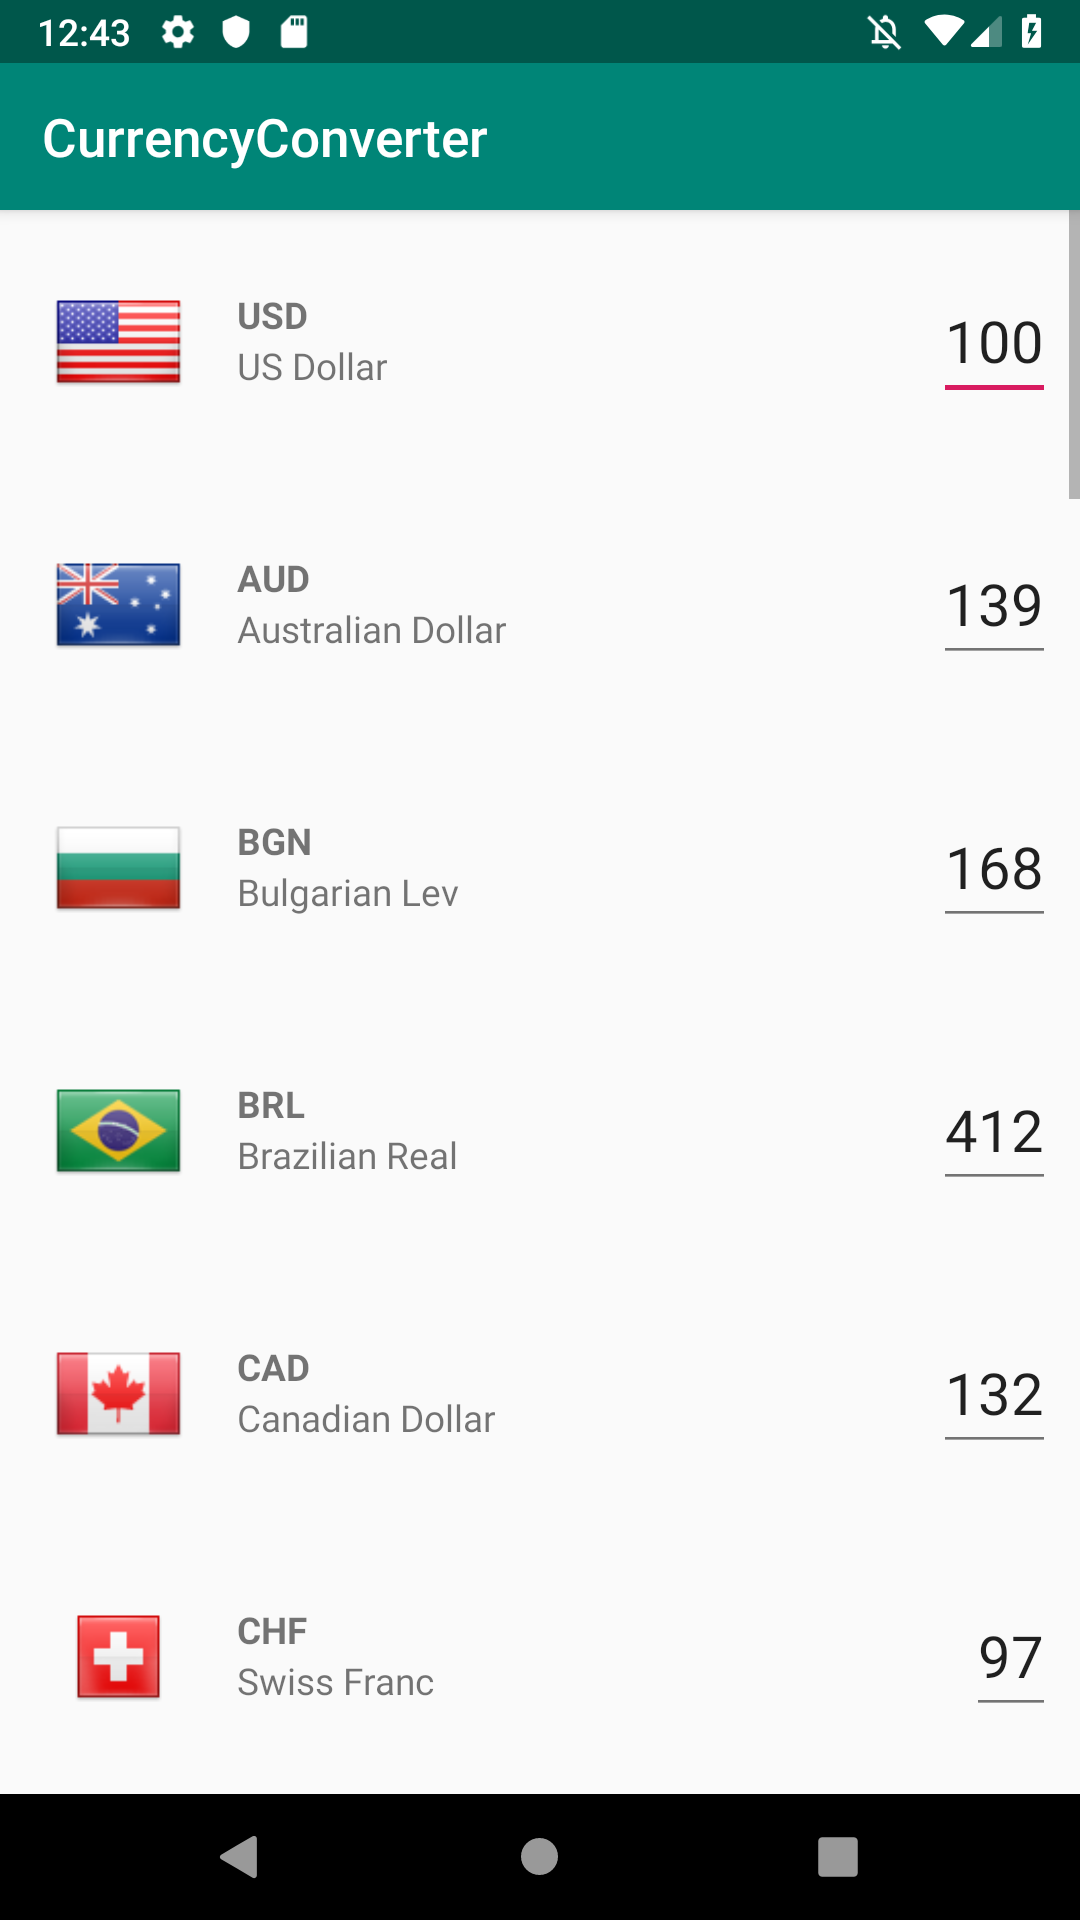 12:43
CurrencyConverter
USD
US Dollar
100
AUD
Australian Dollar
139
BGN
Bulgarian Lev
168
BRL
Brazilian Real
412
CAD
Canadian Dollar
132
CHF
Swiss Franc
97